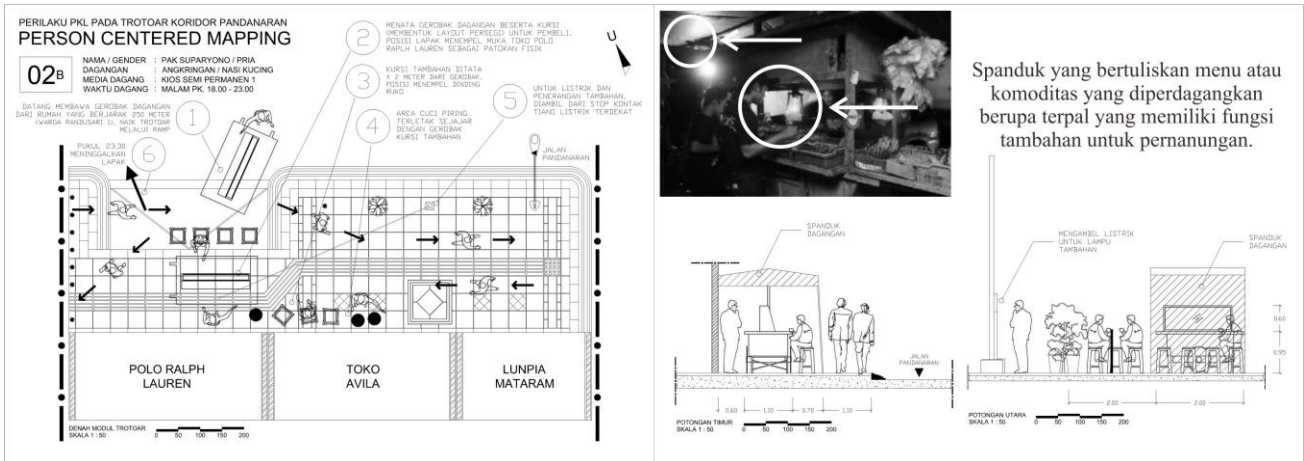 PERILAKU PKL PADA TROTOAR KORIDOR PANDANARAN
PERSON CENTERED MAPPING
02B
NAMA / GENDER : PAK SUPARYONO / PRIA
DAGANGAN : ANGKRINGAN / NASI KUCING
MEDIA DAGANG : KIOS SEMI PERMANEN 1
WAKTU DAGANG : MALAM PK. 18.00 - 23.00
DATANG MEMBAWA GEROBAK DAGANGAN
DARI RUMAH YANG BERJARAK 250 METER
(WARGA RANDUSARI 1), NAIK TROTOAR
MELALUI RAMP
1
2
MENATA GEROBAK DAGANGAN BESERTA KURSI
(MEMBENTUK LAYOUT PERSEGI) UNTUK PEMBELI,
POSISI LAPAK MENEMPEL MUKA TOKO POLO
RAPLH LAUREN SEBAGAI PATOKAN FISIK
3
KURSI TAMBAHAN DITATA
± 2 METER DARI GEROBAK,
POSISI MENEMPEL DINDING
RUKO
4
AREA CUCI PIRING
TERLETAK SEJAJAR
DENGAN GEROBAK
KURSI TAMBAHAN
5
UNTUK LISTRIK DAN
PENERANGAN TAMBAHAN,
DIAMBIL DARI STOP KONTAK
TIANG LISTRIK TERDEKAT
6
PUKUL 23.30
MENINGGALKAN
LAPAK
U
JALAN
PANDANARAN
POLO RALPH
LAUREN
TOKO
AVILA
LUNPIA
MATARAM
DENAH MODUL TROTOAR
SKALA 1 : 50
0 50 100 150 200
Spanduk yang bertuliskan menu atau
komoditas yang diperdagangkan
berupa terpal yang memiliki fungsi
tambahan untuk pernanungan.
SPANDUK
DAGANGAN
JALAN
PANDANARAN
0.60 1.10 0.70 1.10
POTONGAN TIMUR
SKALA 1 : 50
0 50 100 150 200
MENGAMBIL LISTRIK
UNTUK LAMPU
TAMBAHAN
SPANDUK
DAGANGAN
0.60
0.95
2.00 2.00
POTONGAN UTARA
SKALA 1 : 50
0 50 100 150 200